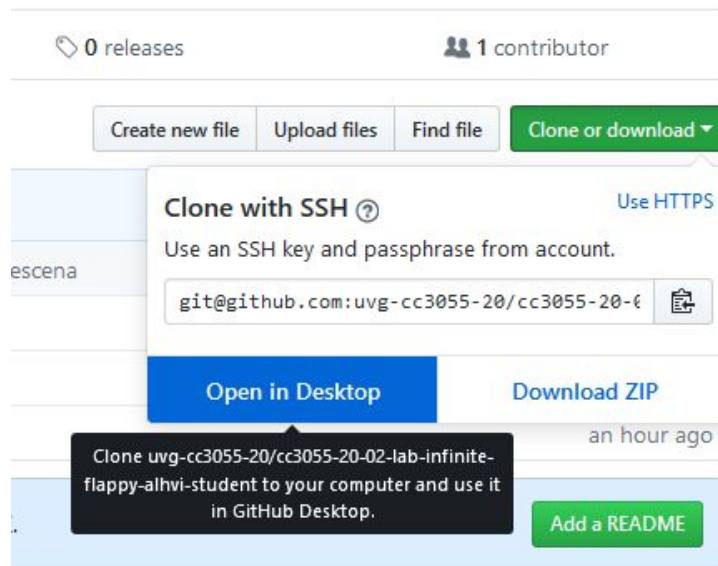 0 releases
1 contributor
Create new file
Upload files
Find file
Clone or download
Clone with SSH
Use HTTPS
Use an SSH key and passphrase from account.
escena
git@github.com:uvg-cc3055-20/cc3055-20-0
Open in Desktop
Download ZIP
an hour ago
Clone uvg-cc3055-20/cc3055-20-02-lab-infinite-
flappy-alhvi-student to your computer and use it
in GitHub Desktop.
Add a README